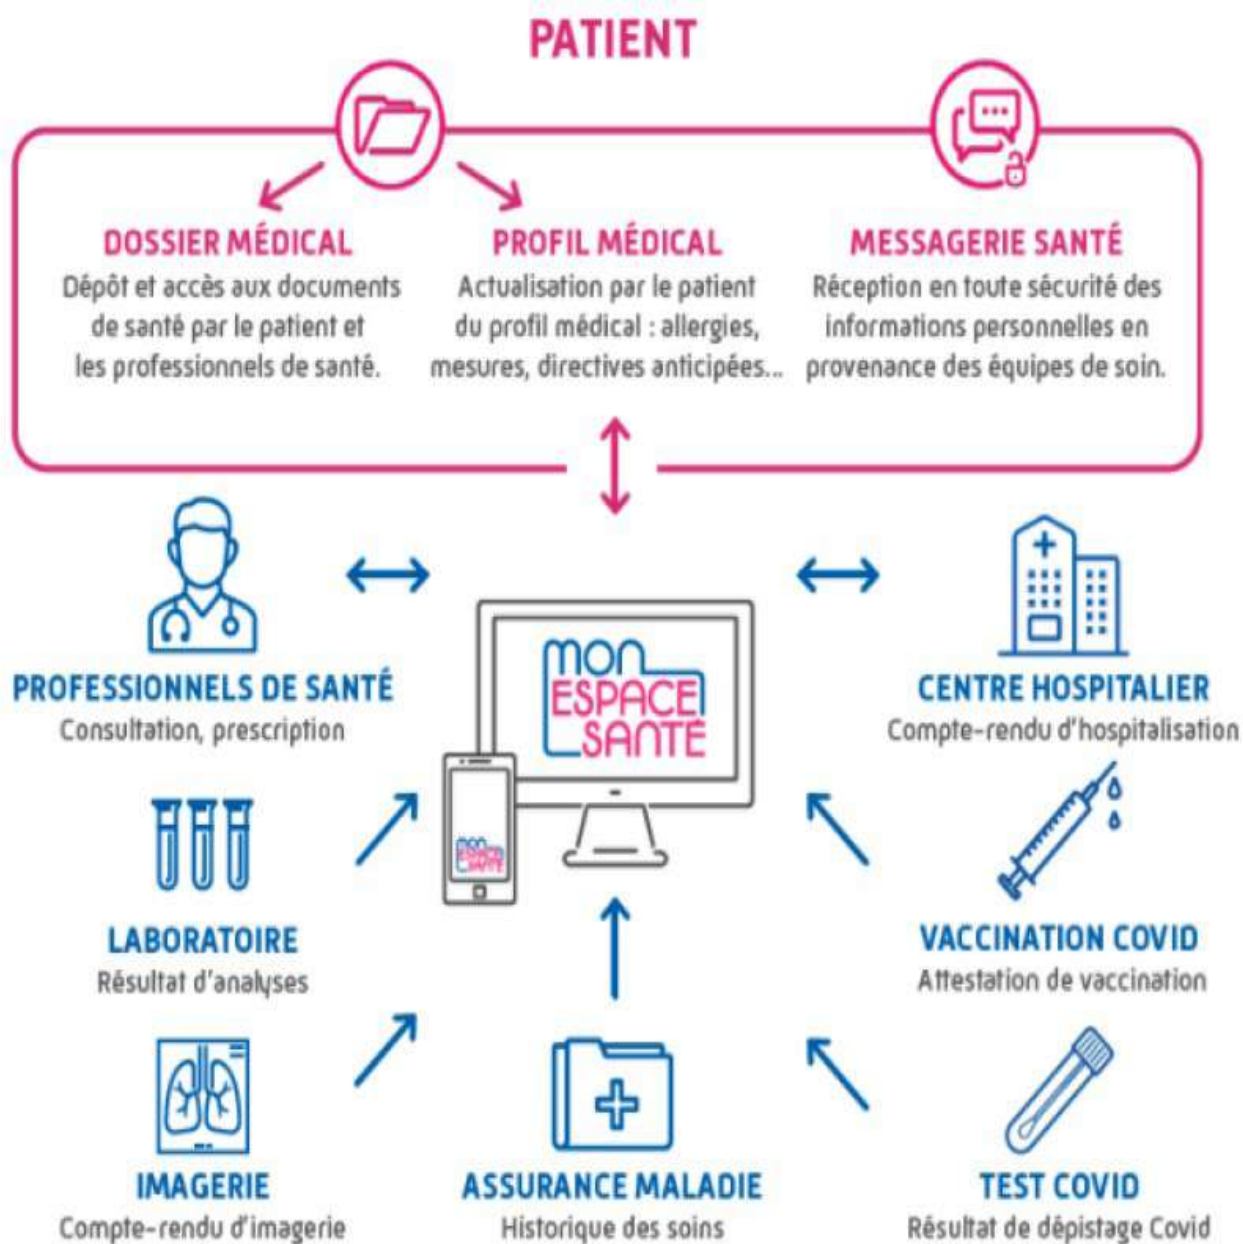 PATIENT
DOSSIER MÉDICAL
Dépôt et accès aux documents
de santé par le patient et
les professionnels de santé.
PROFIL MÉDICAL
Actualisation par le patient
du profil médical : allergies,
mesures, directives anticipées...
MESSAGERIE SANTÉ
Réception en toute sécurité des
informations personnelles en
provenance des équipes de soin.
PROFESSIONNELS DE SANTÉ
Consultation, prescription
mon
ESPACE
SANTÉ
mon
ESPACE
SANTÉ
CENTRE HOSPITALIER
Compte-rendu d'hospitalisation
LABORATOIRE
Résultat d'analyses
VACCINATION COVID
Attestation de vaccination
IMAGERIE
Compte-rendu d'imagerie
ASSURANCE MALADIE
Historique des soins
TEST COVID
Résultat de dépistage Covid